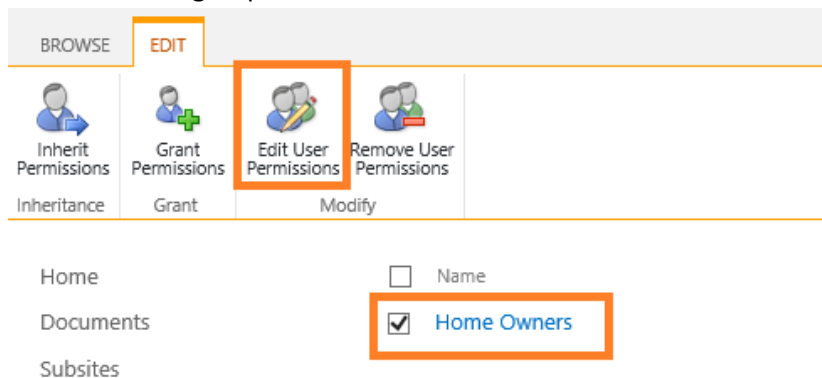 BROWSE EDIT
Inherit Permissions
Grant Permissions
Edit User Permissions
Remove User Permissions
Inheritance Grant Modify
Home
Name
Documents
Home Owners
Subsites